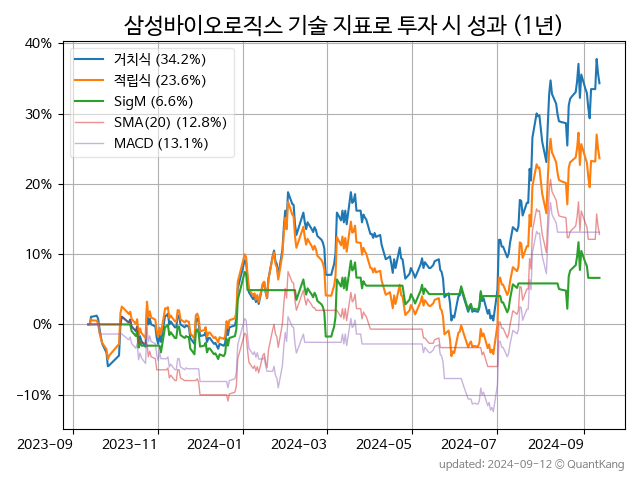 삼성바이오로직스 기술 지표로 투자 시 성과 (1년)
40%
30%
20%
10%
0%
−10%
거치식 (34.2%)
적립식 (23.6%)
SigM (6.6%)
SMA(20) (12.8%)
MACD (13.1%)
2023-09 2023-11 2024-01 2024-03 2024-05 2024-07 2024-09
updated: 2024-09-12 © QuantKang